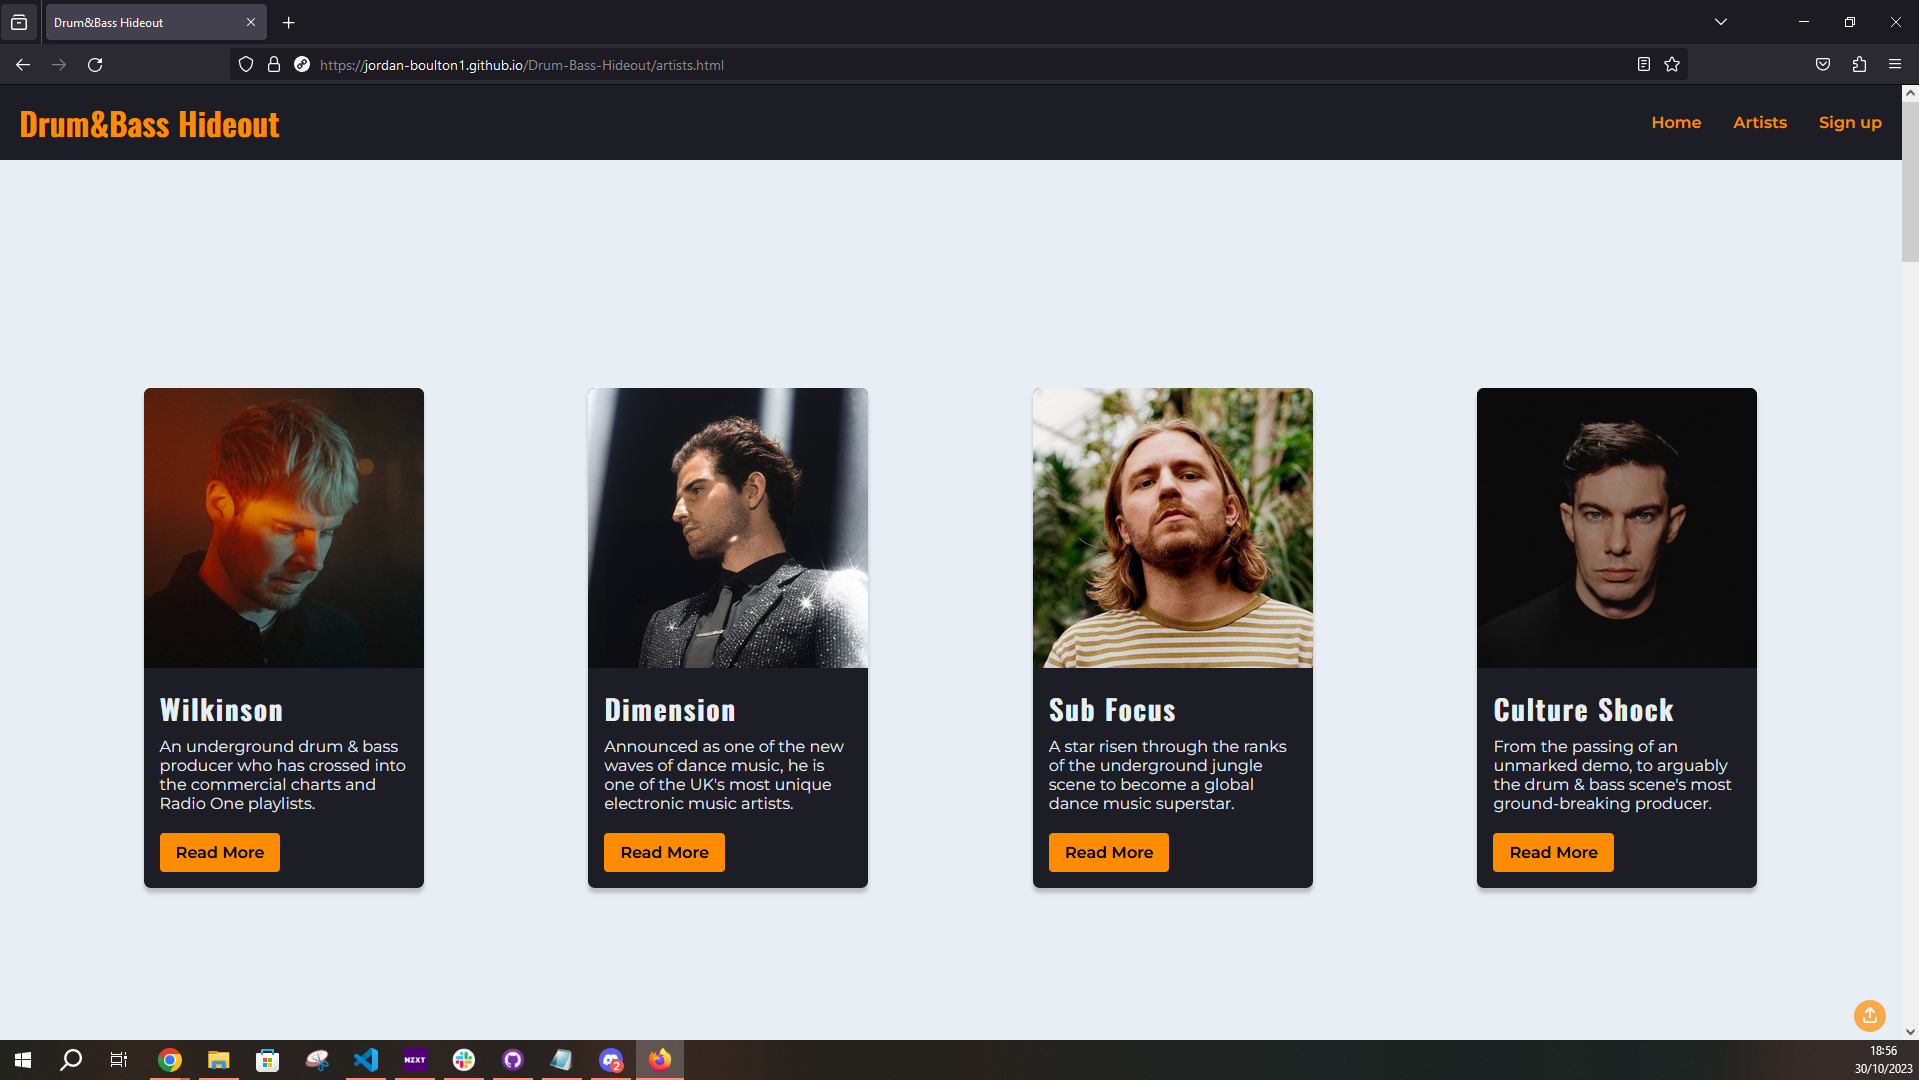 Drum&Bass Hideout
https://jordan-boulton1.github.io/Drum-Bass-Hideout/artists.html
Drum&Bass Hideout
Home
Artists
Sign up
Wilkinson
An underground drum & bass
producer who has crossed into
the commercial charts and
Radio One playlists.
Read More
Dimension
Announced as one of the new
waves of dance music, he is
one of the UK's most unique
electronic music artists.
Read More
Sub Focus
A star risen through the ranks
of the underground jungle
scene to become a global
dance music superstar.
Read More
Culture Shock
From the passing of an
unmarked demo, to arguably
the drum & bass scene's most
ground-breaking producer.
Read More
NZXT
2
18:56
30/10/2023